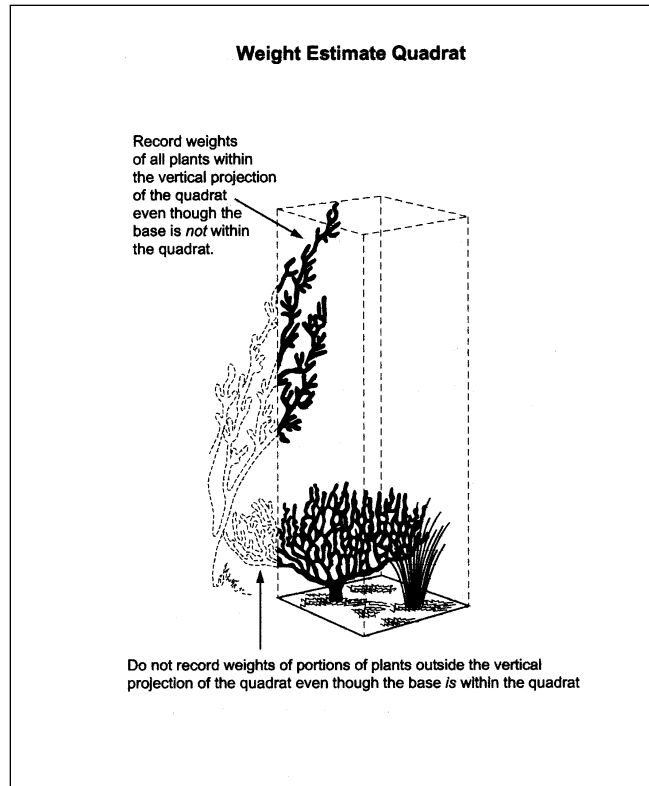 Weight Estimate Quadrat
Record weights
of all plants within
the vertical projection
of the quadrat
even though the
base is not within
the quadrat.
Do not record weights of portions of plants outside the vertical
projection of the quadrat even though the base is within the quadrat